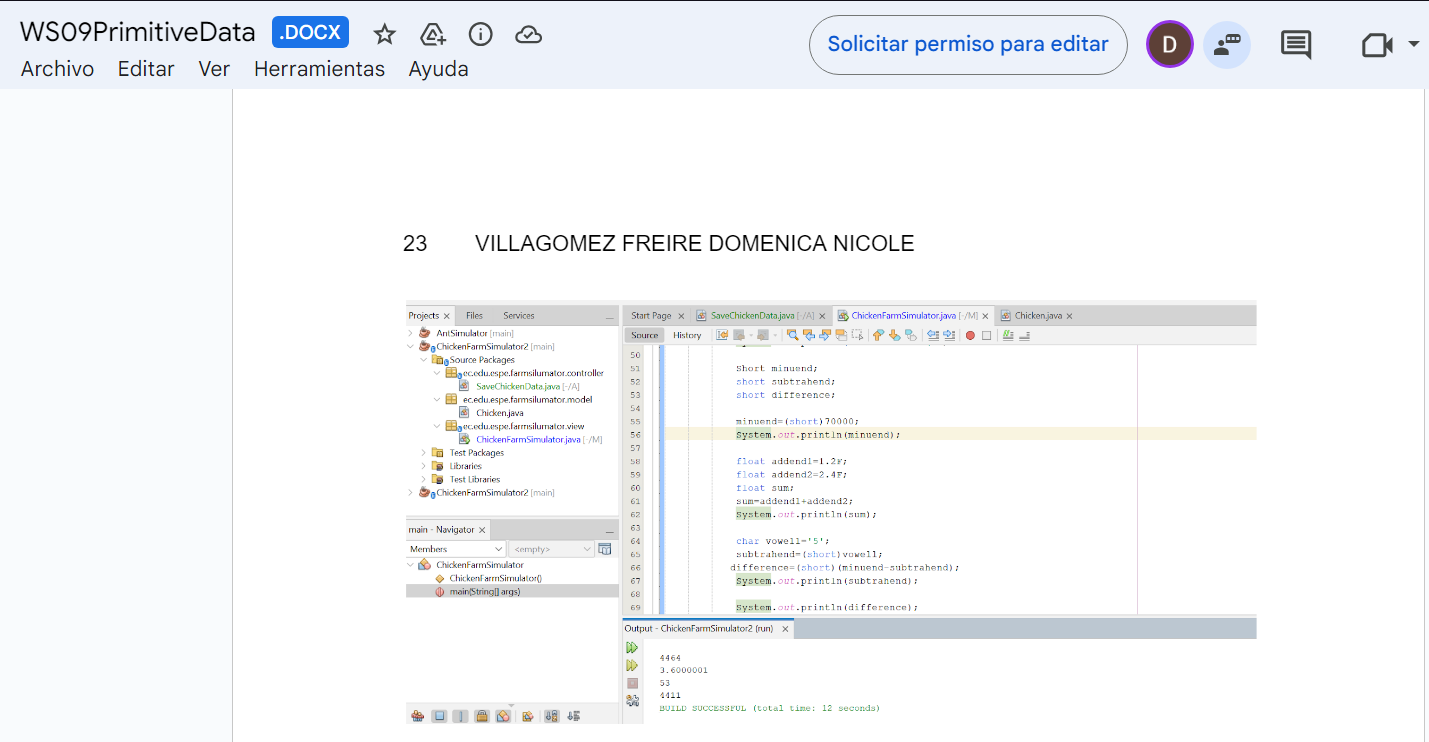 WS09PrimitiveData .DOCX
Solicitar permiso para editar
D
Archivo Editar Ver Herramientas Ayuda
23 VILLAGOMEZ FREIRE DOMENICA NICOLE
Projects Files Services
AntSimulator [main]
ChickenFarmSimulator2 [main]
Source Packages
ec.edu.espe.farmsilumator.controller
SaveChickenData.java [-/A]
ec.edu.espe.farmsilumator.model
Chicken.java
ec.edu.espe.farmsilumator.view
ChickenFarmSimulator.java [-/M]
Test Packages
Libraries
Test Libraries
ChickenFarmSimulator2 [main]
main - Navigator
Members <empty>
ChickenFarmSimulator
ChickenFarmSimulator()
main(String[] args)
Start Page SaveChickenData.java [-/A] ChickenFarmSimulator.java [-/M] Chicken.java
Source History
50
51 Short minuend;
52 short subtrahend;
53 short difference;
54
55 minuend=(short)70000;
56 System.out.println(minuend);
57
58 float addend1=1.2F;
59 float addend2=2.4F;
60 float sum;
61 sum=addend1+addend2;
62 System.out.println(sum);
63
64 char vowel1='5';
65 subtrahend=(short)vowel1;
66 difference=(short)(minuend-subtrahend);
67 System.out.println(subtrahend);
68
69 System.out.println(difference);
Output - ChickenFarmSimulator2 (run)
4464
3.6000001
53
4411
BUILD SUCCESSFUL (total time: 12 seconds)